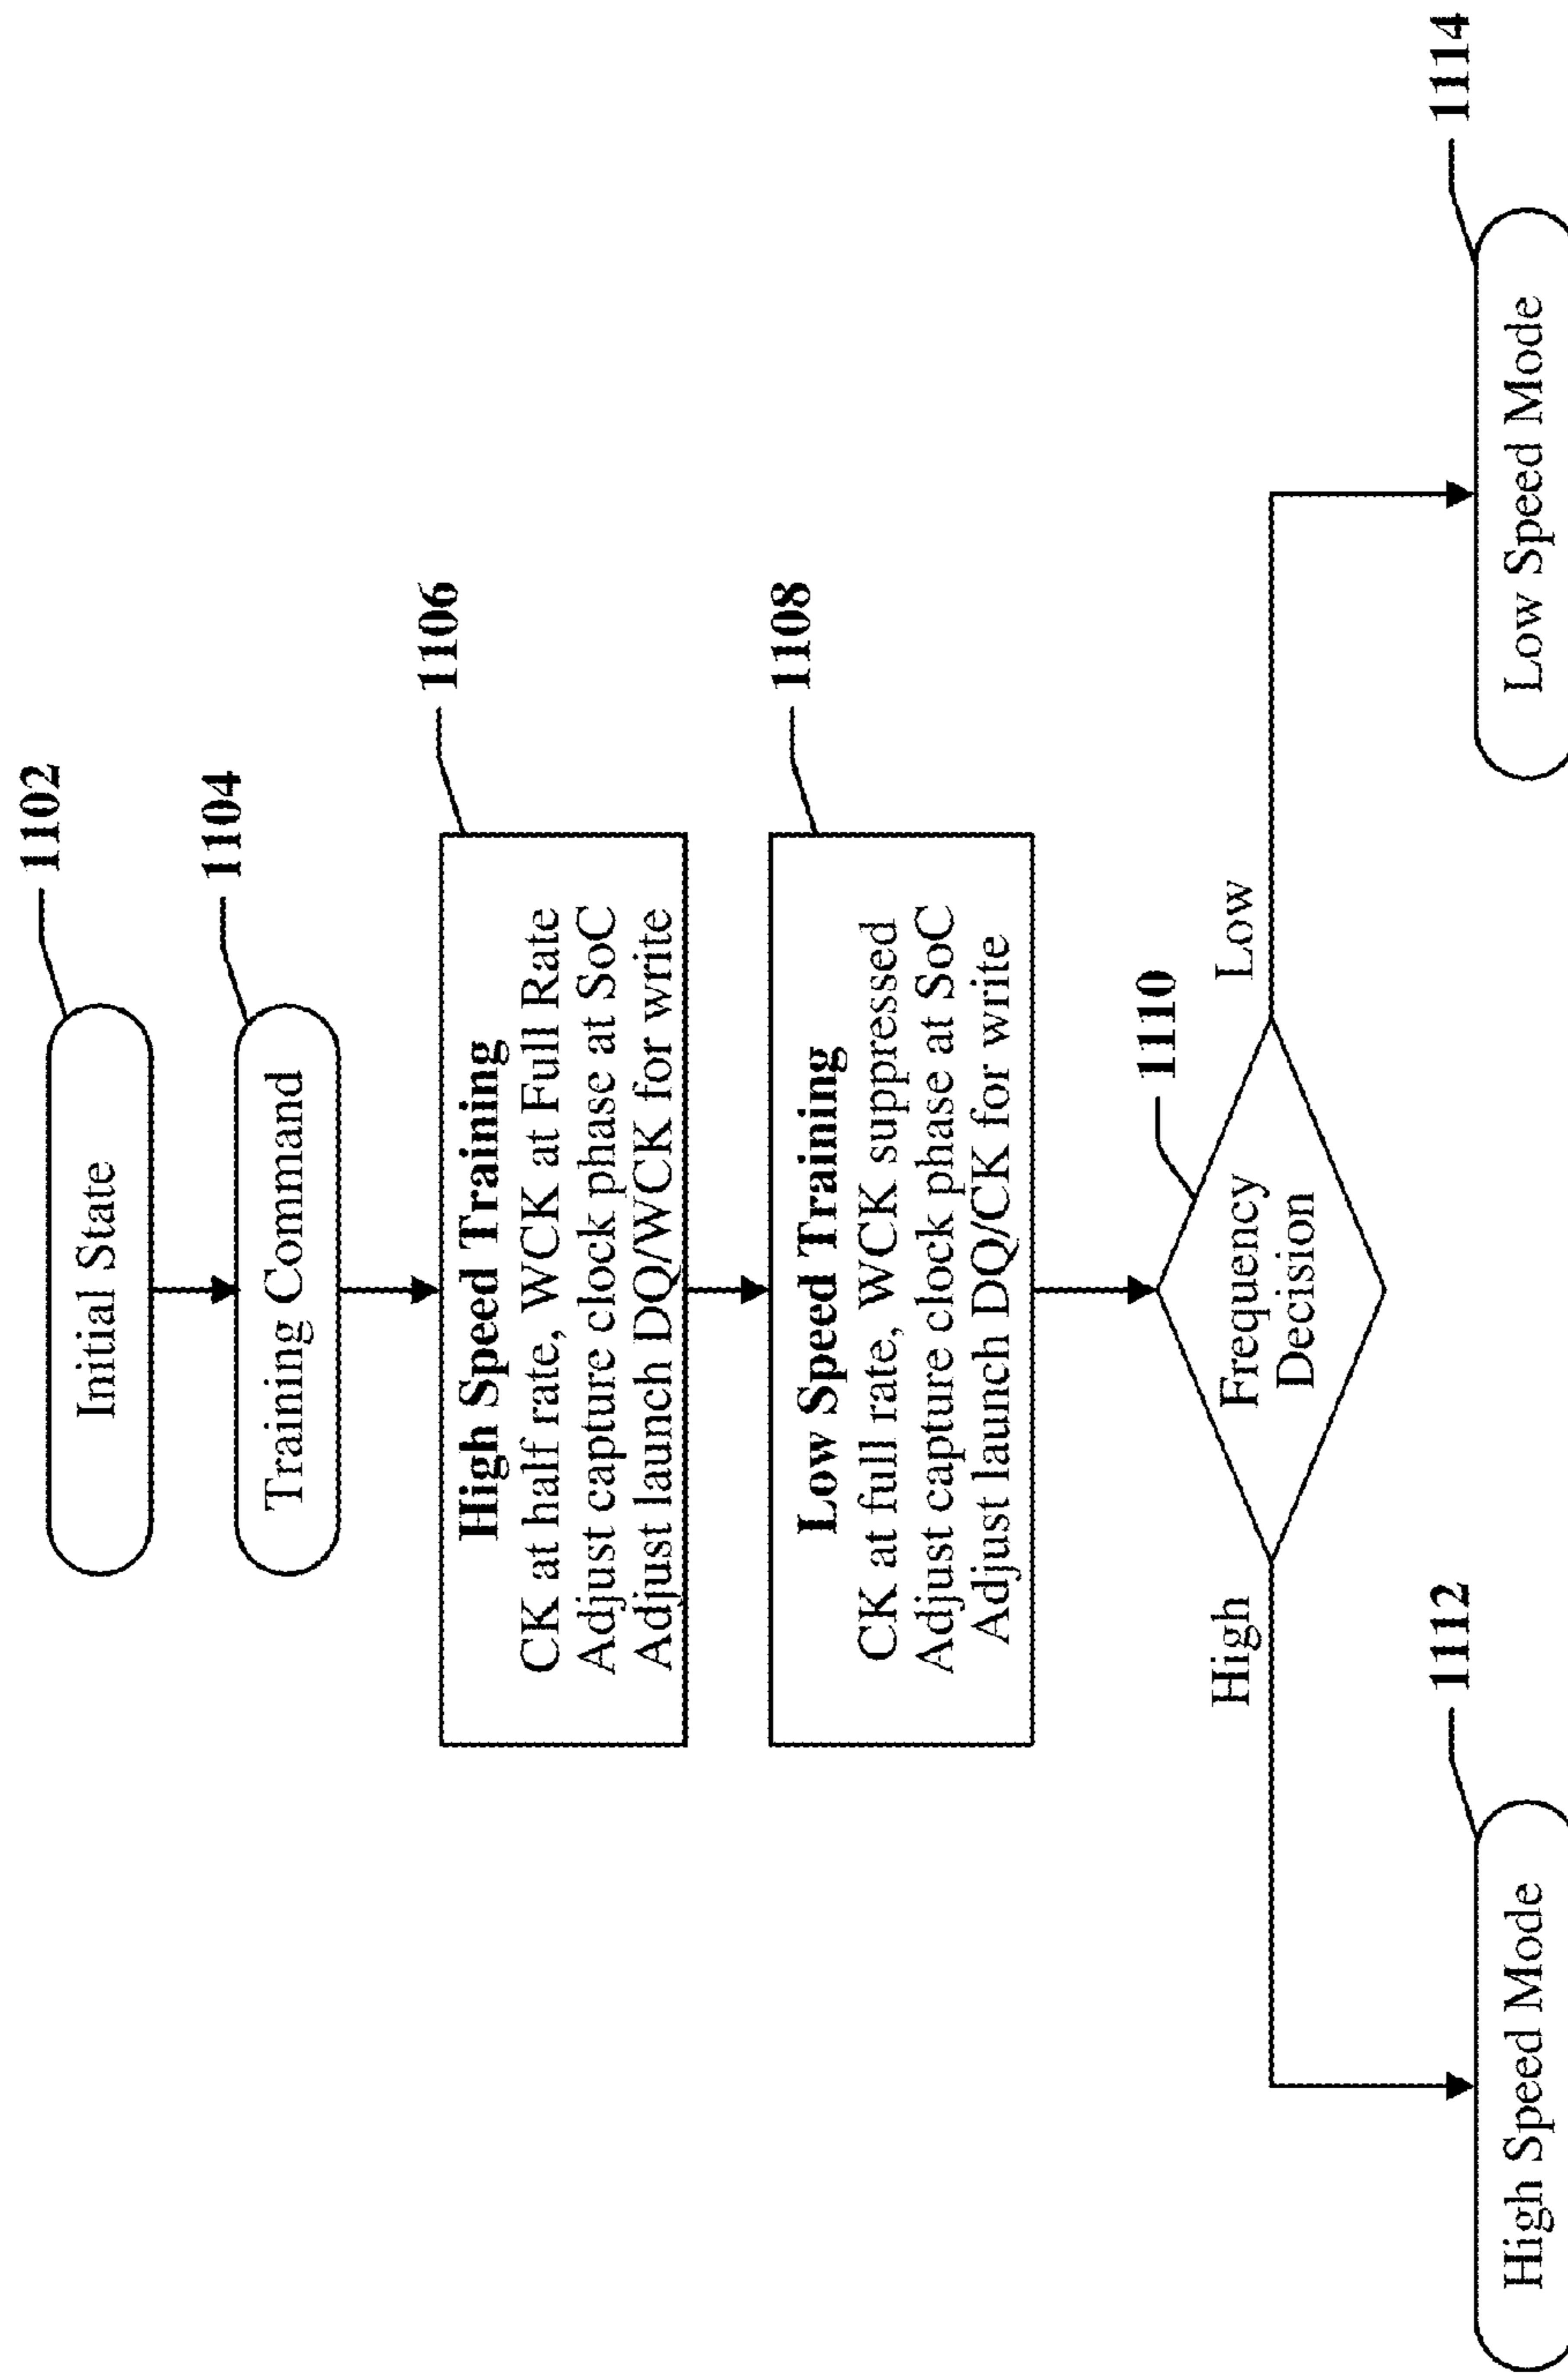 1102
Initial State
1104
Training Command
1106
High Speed Training
CK at half rate, WCK at Full Rate
Adjust capture clock phase at SoC
Adjust launch DQ/WCK for write
1108
Low Speed Training
CK at full rate, WCK suppressed
Adjust capture clock phase at SoC
Adjust launch DQ/CK for write
1110
Frequency
Decision
High
Low
1112
High Speed Mode
1114
Low Speed Mode